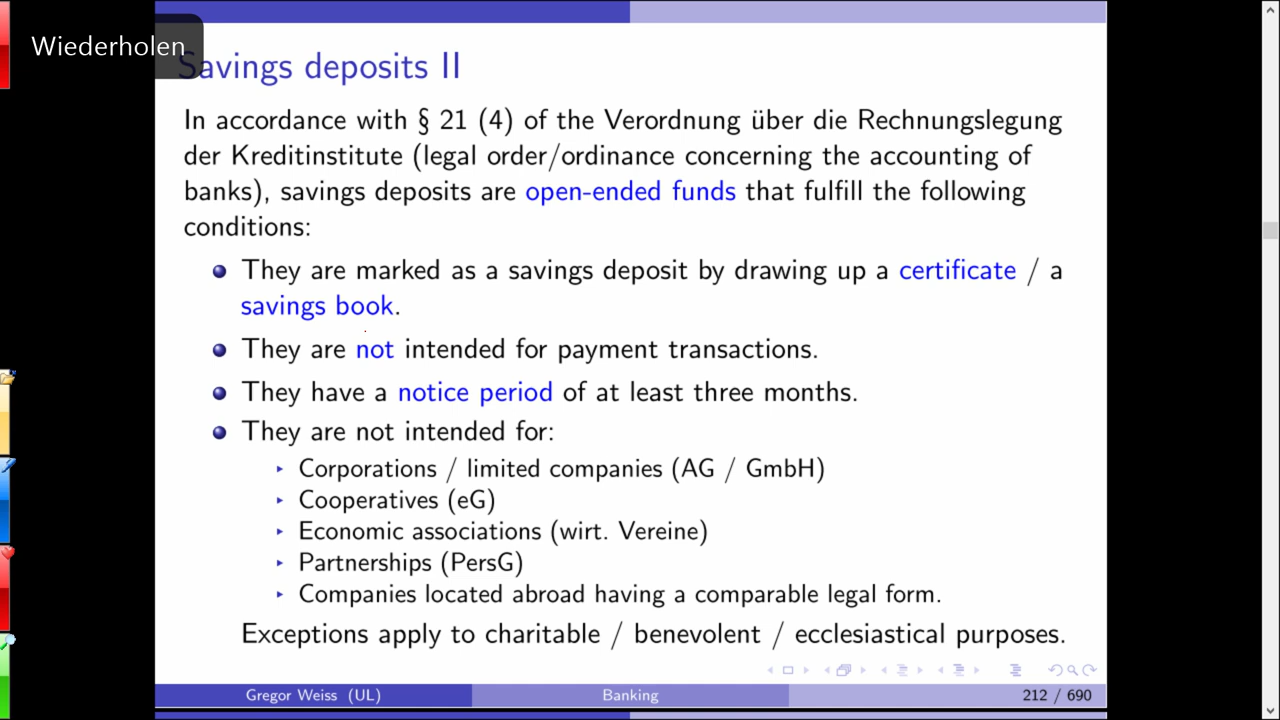 Wiederholen
Savings deposits II
In accordance with § 21 (4) of the Verordnung über die Rechnungslegung
der Kreditinstitute (legal order/ordinance concerning the accounting of
banks), savings deposits are open-ended funds that fulfill the following
conditions:
They are marked as a savings deposit by drawing up a certificate / a
savings book.
They are not intended for payment transactions.
They have a notice period of at least three months.
They are not intended for:
Corporations / limited companies (AG / GmbH)
Cooperatives (eG)
Economic associations (wirt. Vereine)
Partnerships (PersG)
Companies located abroad having a comparable legal form.
Exceptions apply to charitable / benevolent / ecclesiastical purposes.
Gregor Weiss (UL) Banking 212 / 690